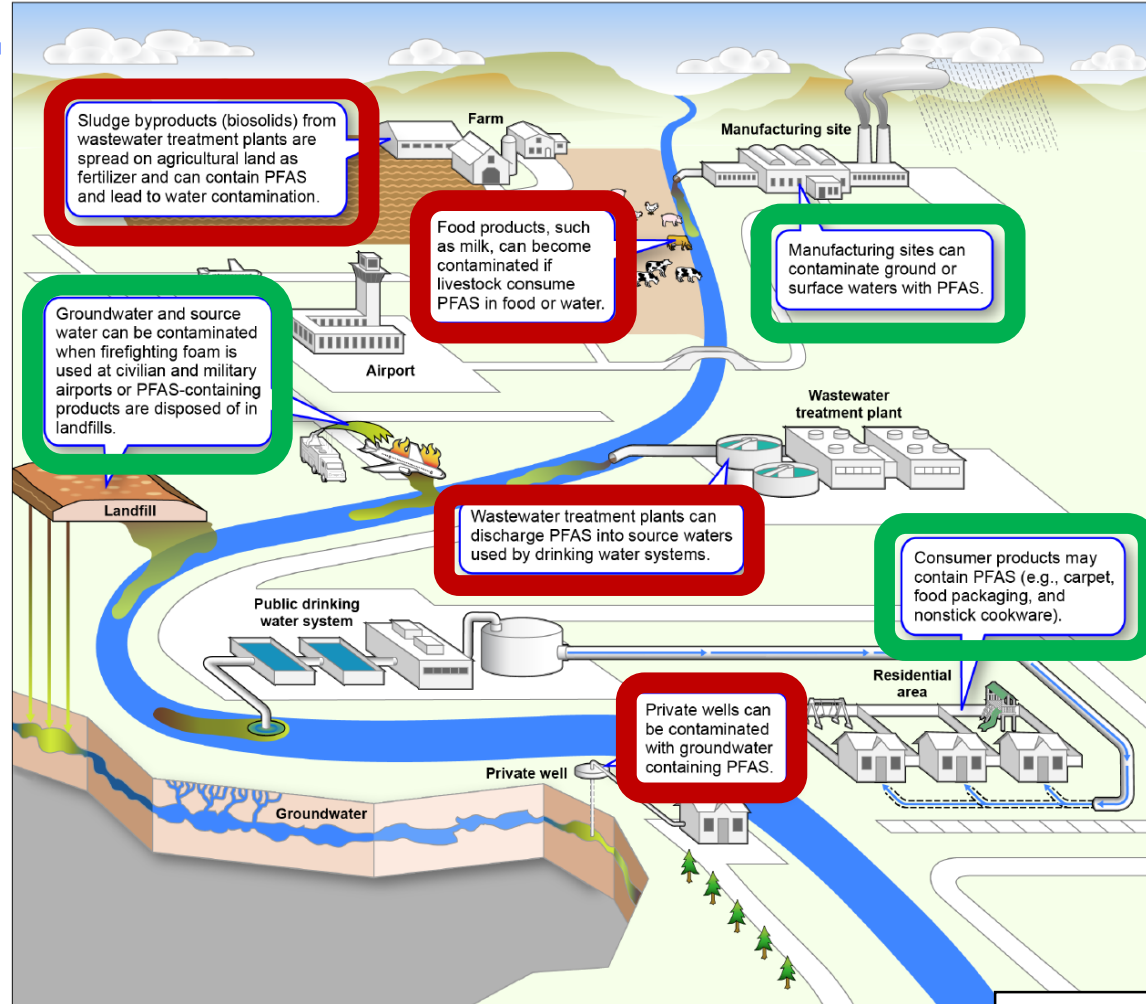 Sludge byproducts (biosolids) from
wastewater treatment plants are
spread on agricultural land as
fertilizer and can contain PFAS
and lead to water contamination.
Farm
Manufacturing site
Food products, such
as milk, can become
contaminated if
livestock consume
PFAS in food or water.
Manufacturing sites can
contaminate ground or
surface waters with PFAS.
Groundwater and source
water can be contaminated
when firefighting foam is
used at civilian and military
airports or PFAS-containing
products are disposed of in
landfills.
Airport
Wastewater
treatment plant
Landfill
Wastewater treatment plants can
discharge PFAS into source waters
used by drinking water systems.
Consumer products may
contain PFAS (e.g., carpet,
food packaging, and
nonstick cookware).
Public drinking
water system
Residential
area
Private wells can
be contaminated
with groundwater
containing PFAS.
Private well
Groundwater